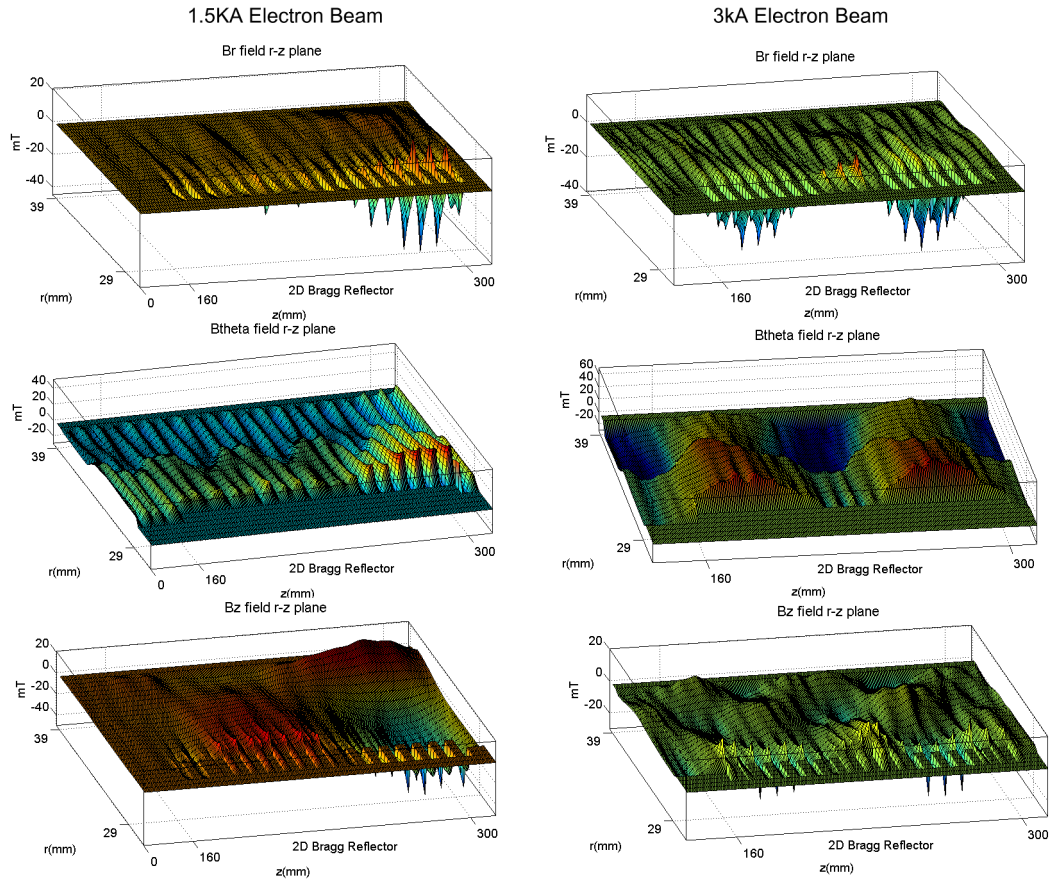 1.5KA Electron Beam
3kA Electron Beam
Br field r-z plane
20
0
-20
-40
mT
39
29
r(mm)
0
160
2D Bragg Reflector
300
z(mm)
Br field r-z plane
0
-20
-40
mT
39
29
r(mm)
160
2D Bragg Reflector
300
z(mm)
Btheta field r-z plane
40
20
0
-20
mT
39
29
r(mm)
0
160
2D Bragg Reflector
300
z(mm)
Btheta field r-z plane
60
40
20
0
-20
mT
39
29
r(mm)
160
2D Bragg Reflector
300
z(mm)
Bz field r-z plane
20
0
-20
-40
mT
39
29
r(mm)
0
160
2D Bragg Reflector
300
z(mm)
Bz field r-z plane
20
0
-20
mT
39
29
r(mm)
160
2D Bragg Reflector
300
z(mm)